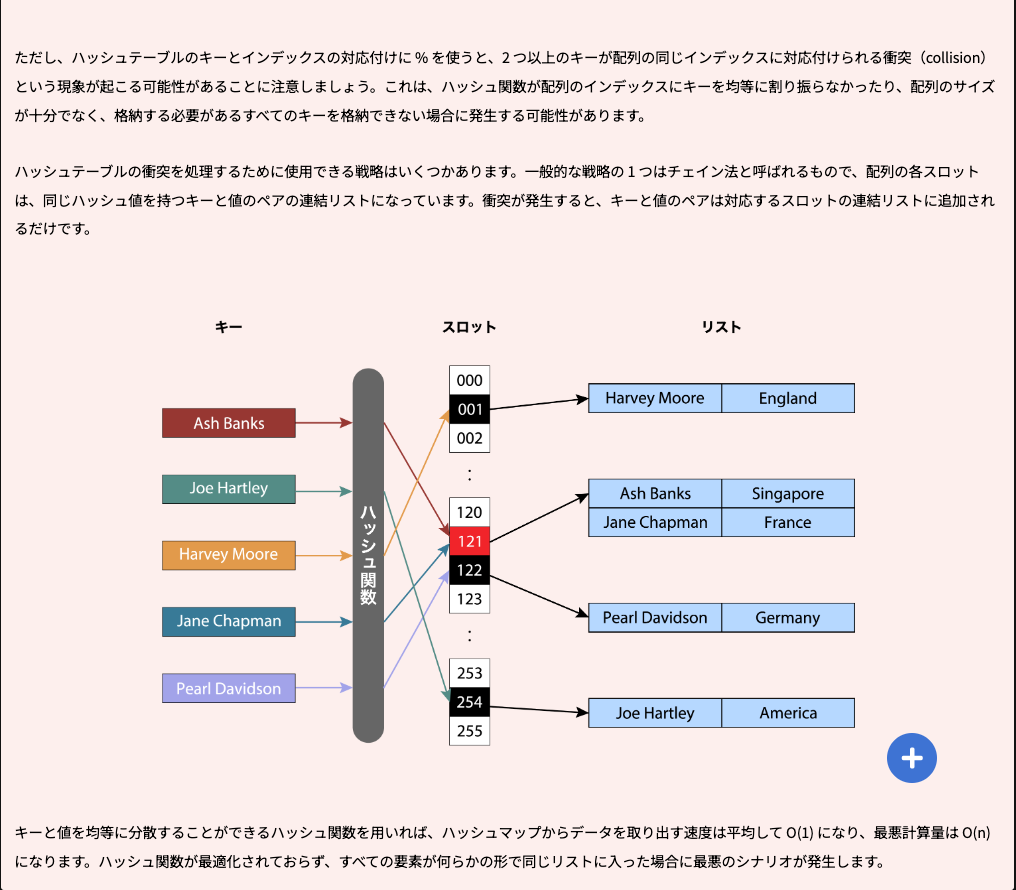 ただし、ハッシュテーブルのキーとインデックスの対応付けに % を使うと、2 つ以上のキーが配列の同じインデックスに対応付けられる衝突（collision）
という現象が起こる可能性があることに注意しましょう。これは、ハッシュ関数が配列のインデックスにキーを均等に割り振らなかったり、配列のサイズ
が十分でなく、格納する必要があるすべてのキーを格納できない場合に発生する可能性があります。
ハッシュテーブルの衝突を処理するために使用できる戦略はいくつかあります。一般的な戦略の 1 つはチェイン法と呼ばれるもので、配列の各スロット
は、同じハッシュ値を持つキーと値のペアの連結リストになっています。衝突が発生すると、キーと値のペアは対応するスロットの連結リストに追加され
るだけです。
キー
スロット
リスト
Ash Banks
Joe Hartley
Harvey Moore
Jane Chapman
Pearl Davidson
ハッシュ関数
000
001
002
:
120
121
122
123
:
253
254
255
Harvey Moore England
Ash Banks Singapore
Jane Chapman France
Pearl Davidson Germany
Joe Hartley America
キーと値を均等に分散することができるハッシュ関数を用いれば、ハッシュマップからデータを取り出す速度は平均して O(1) になり、最悪計算量は O(n)
になります。ハッシュ関数が最適化されておらず、すべての要素が何らかの形で同じリストに入った場合に最悪のシナリオが発生します。